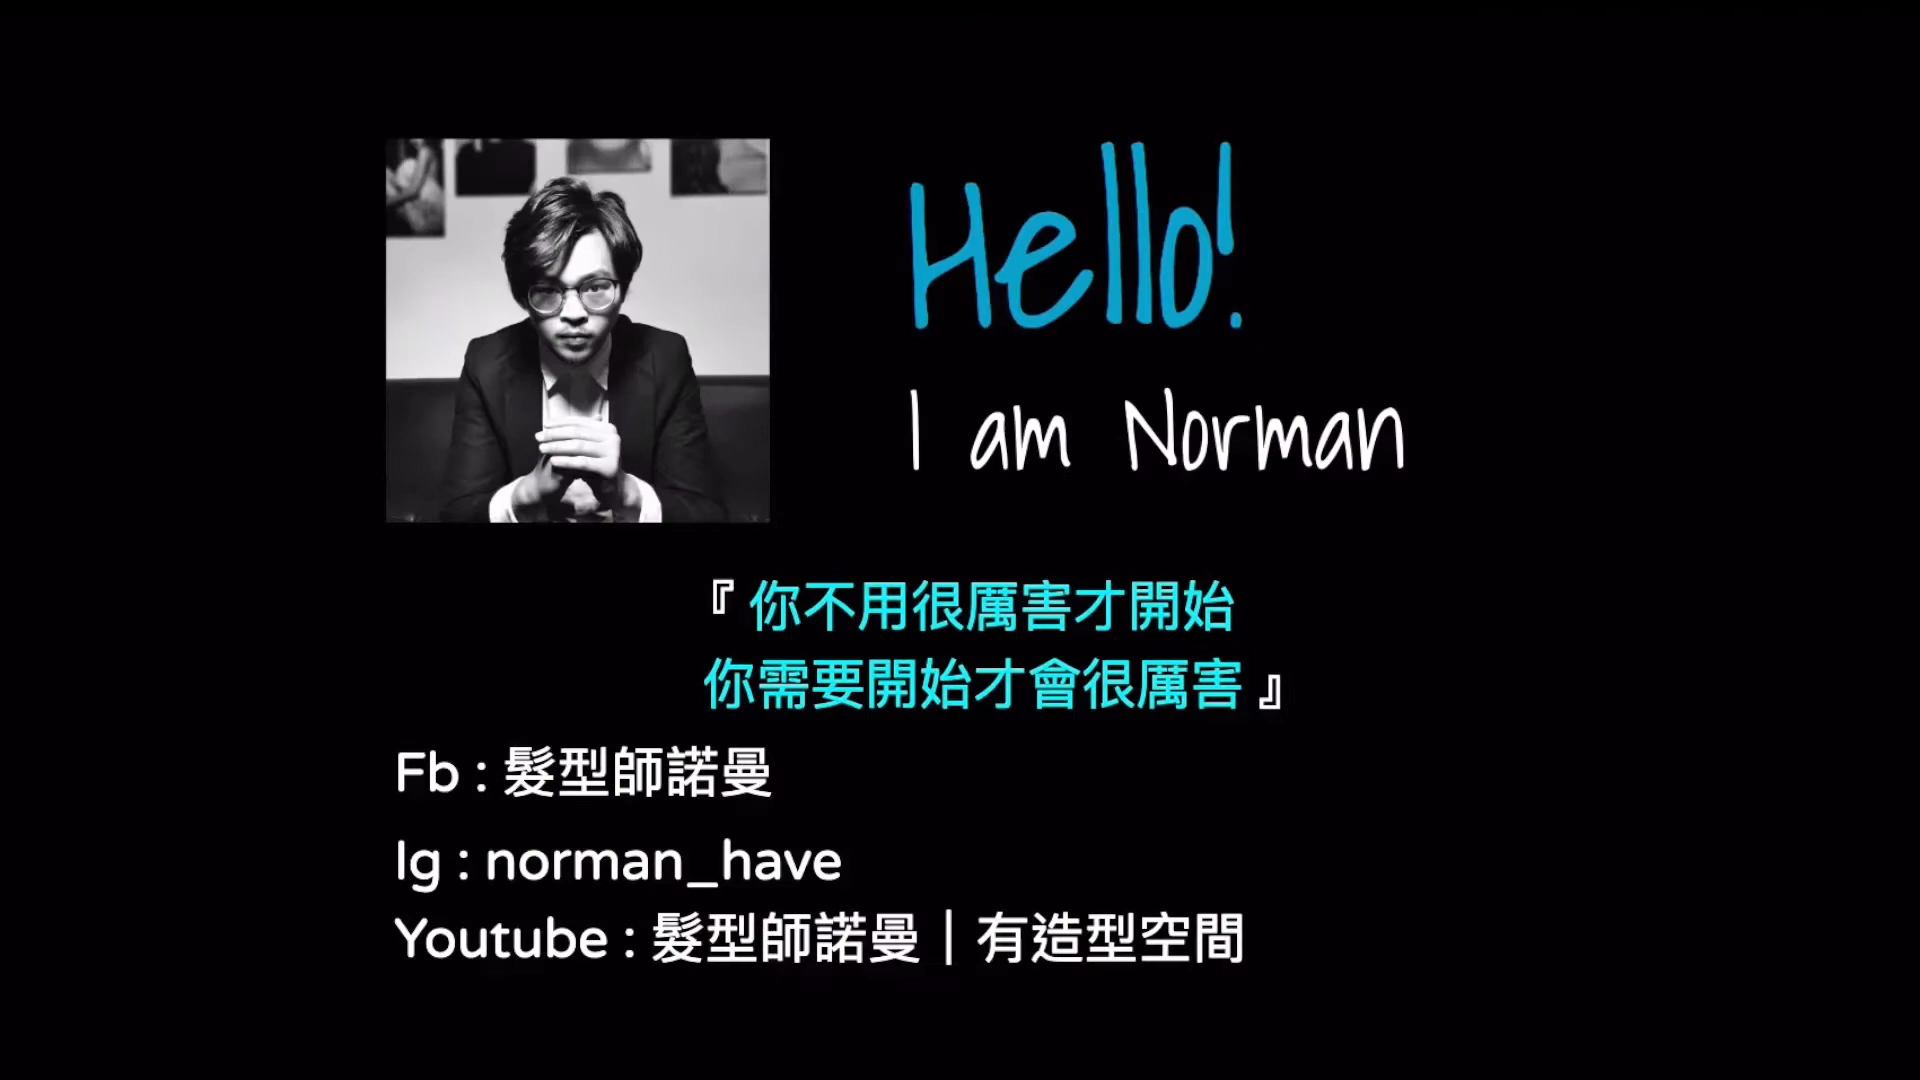 Hello!
I am Norman
『 你不用很厲害才開始
你需要開始才會很厲害 』
Fb : 髮型師諾曼
Ig : norman_have
Youtube : 髮型師諾曼｜有造型空間